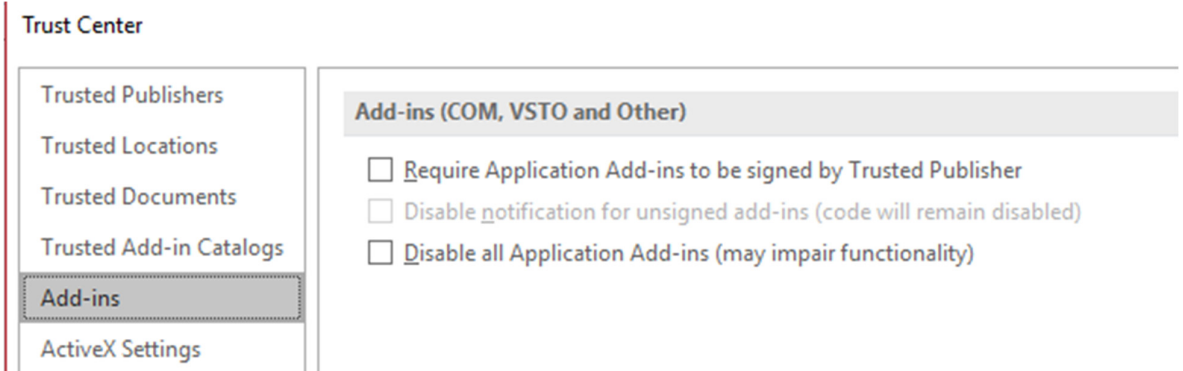 Trust Center
Trusted Publishers
Trusted Locations
Trusted Documents
Trusted Add-in Catalogs
Add-ins
ActiveX Settings
Add-ins (COM, VSTO and Other)
Require Application Add-ins to be signed by Trusted Publisher
Disable notification for unsigned add-ins (code will remain disabled)
Disable all Application Add-ins (may impair functionality)